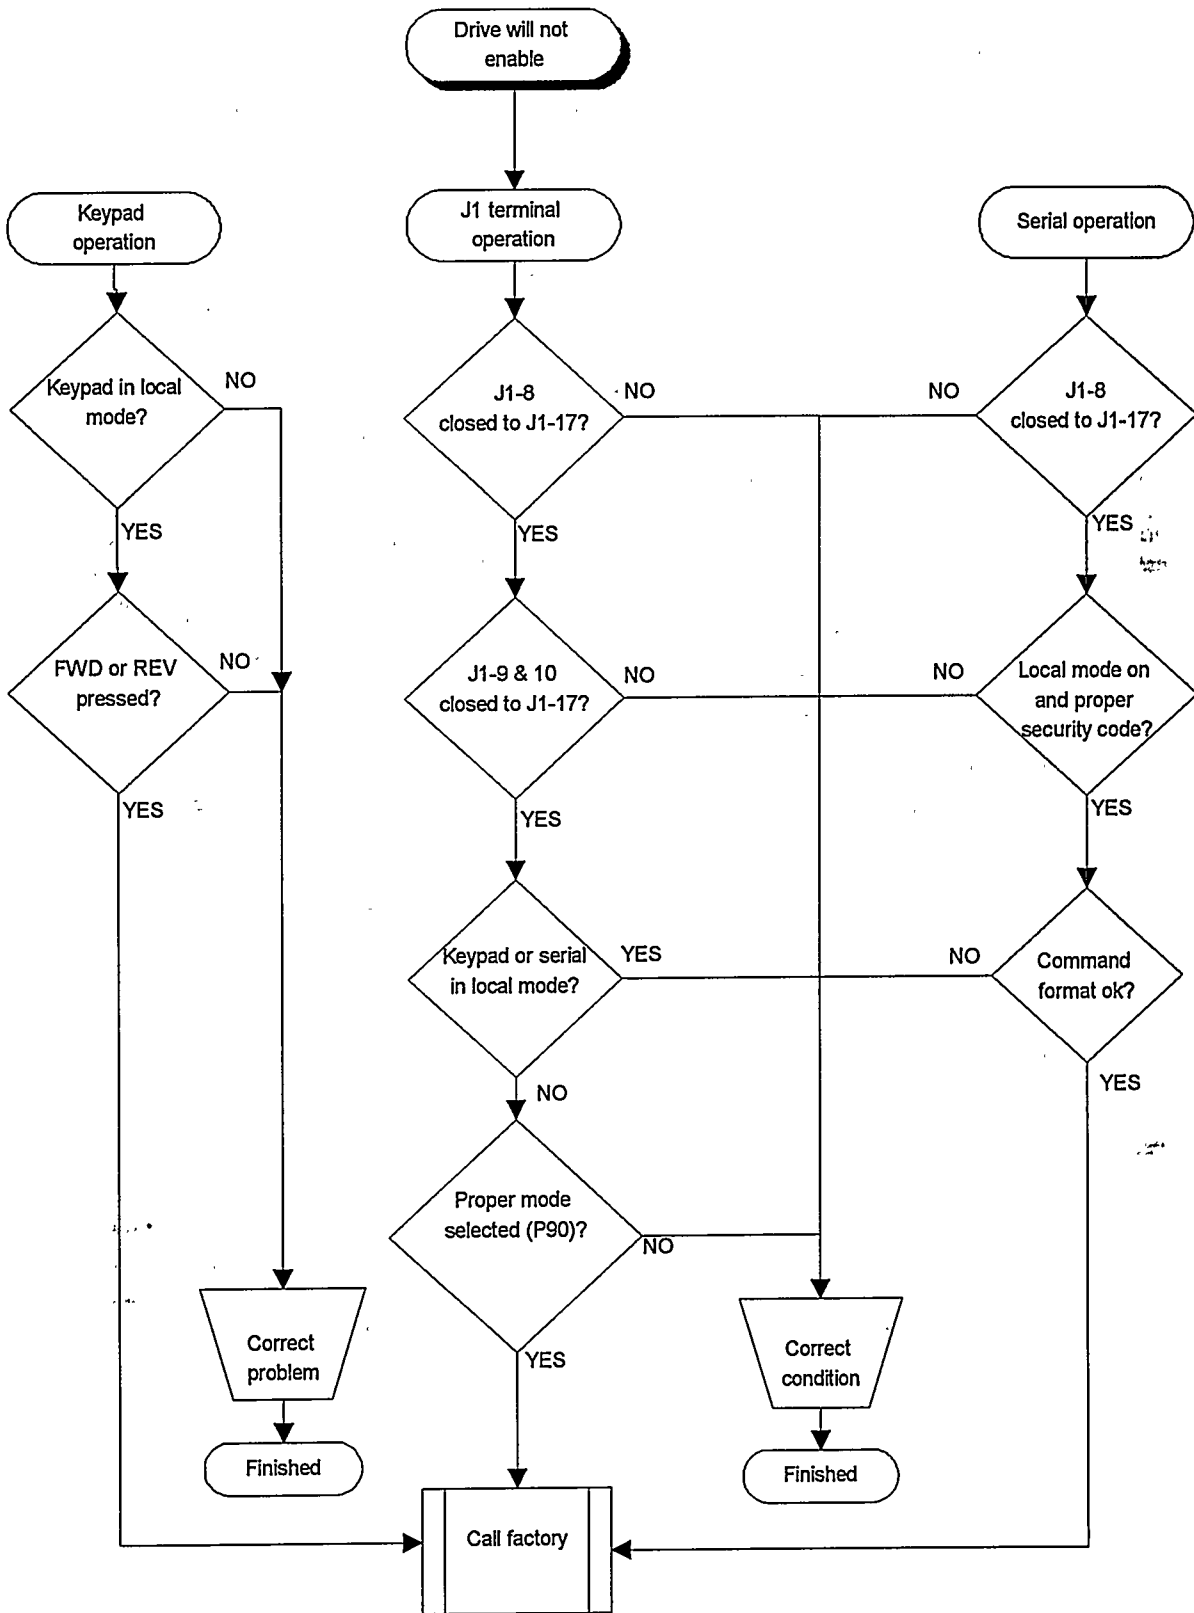 Drive will not
enable
Keypad
operation
J1 terminal
operation
Serial operation
Keypad in local
mode?
NO
YES
J1-8
closed to J1-17?
NO
YES
NO
J1-8
closed to J1-17?
YES
FWD or REV
pressed?
NO
YES
J1-9 & 10
closed to J1-17?
NO
YES
NO
Local mode on
and proper
security code?
YES
Keypad or serial
in local mode?
YES
NO
NO
Command
format ok?
YES
Proper mode
selected (P90)?
NO
YES
Correct
problem
Finished
Correct
condition
Finished
Call factory